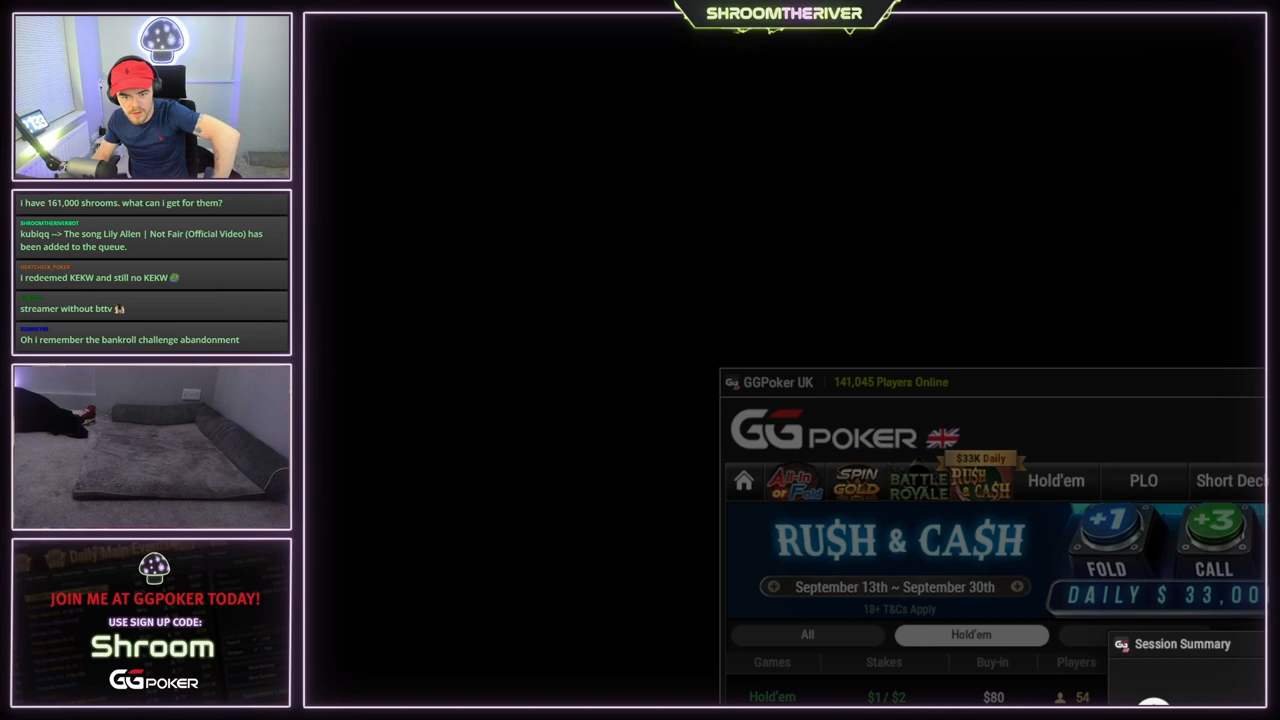 SHROOMTHERIVER
i have 161,000 shrooms. what can i get for them?
SHROOMTHERIVERBOT
kubiqq --> The song Lily Allen | Not Fair (Official Video) has
been added to the queue.
HEATCHECK_POKER
I redeemed KEKW and still no KEKW
streamer without bttv
Oh i remember the bankroll challenge abandonment
JOIN ME AT GGPOKER TODAY!
USE SIGN UP CODE:
Shroom
GGPOKER
GGPoker UK
141,045 Players Online
GGPOKER
$33K Daily
All-In or Fold
SPIN GOLD
BATTLE ROYALE
RU$H & CA$H
Hold'em
PLO
Short Deck
RU$H & CA$H
September 13th ~ September 30th
18+ T&Cs Apply
+1
FOLD
+3
CALL
DAILY $ 33,00
All
Hold'em
Games
Stakes
Buy-in
Players
Hold'em
$1 / $2
$80
54
Session Summary